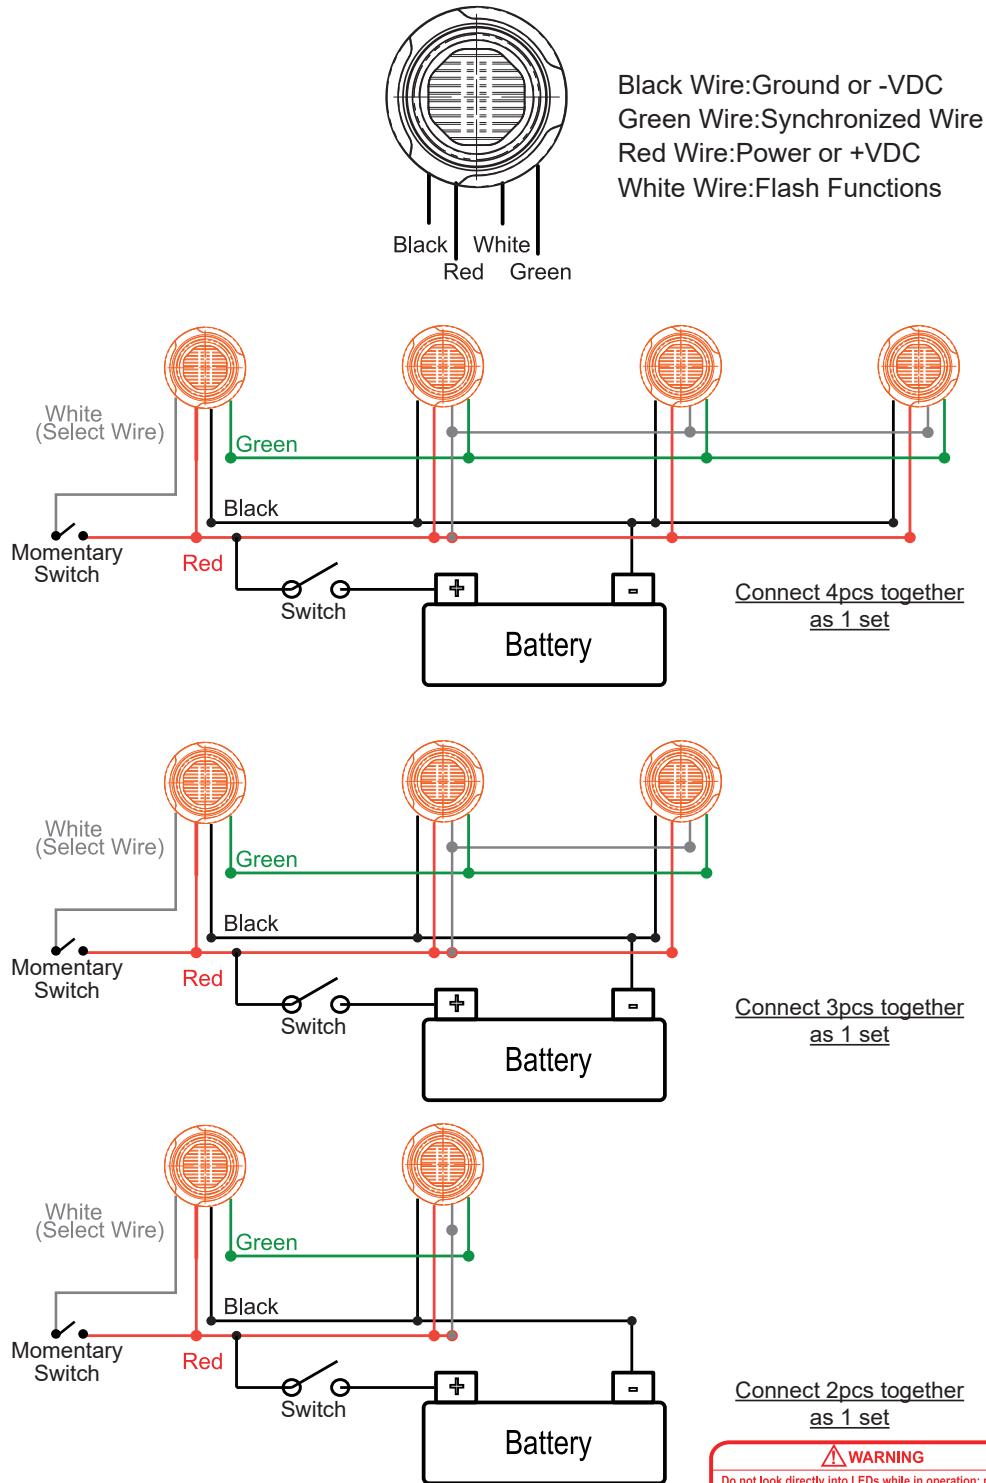 Black Wire:Ground or -VDC
Green Wire:Synchronized Wire
Red Wire:Power or +VDC
White Wire:Flash Functions
Black White
Red Green
White
(Select Wire)
Green
Black
Momentary
Switch
Red
Switch
+ -
Battery
Connect 4pcs together
as 1 set
White
(Select Wire)
Green
Black
Momentary
Switch
Red
Switch
+ -
Battery
Connect 3pcs together
as 1 set
White
(Select Wire)
Green
Black
Momentary
Switch
Red
Switch
+ -
Battery
Connect 2pcs together
as 1 set
WARNING
Do not look directly into LEDs while in operation;